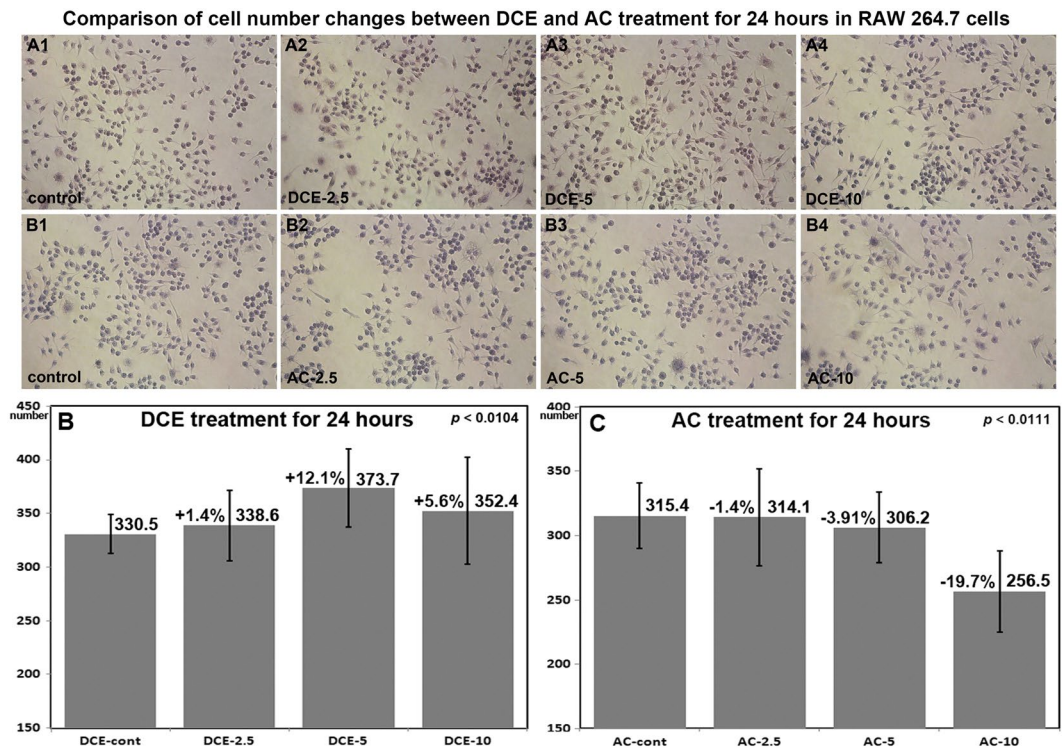 Comparison of cell number changes between DCE and AC treatment for 24 hours in RAW 264.7 cells
A1
control
A2
DCE-2.5
A3
DCE-5
A4
DCE-10
B1
control
B2
AC-2.5
B3
AC-5
B4
AC-10
B
DCE treatment for 24 hours
p < 0.0104
number
450
400
350
300
250
200
150
330.5
+1.4% 338.6
+12.1% 373.7
+5.6% 352.4
DCE-cont DCE-2.5 DCE-5 DCE-10
C
AC treatment for 24 hours
p < 0.0111
number
400
350
300
250
200
150
315.4
-1.4% 314.1
-3.91% 306.2
-19.7% 256.5
AC-cont AC-2.5 AC-5 AC-10